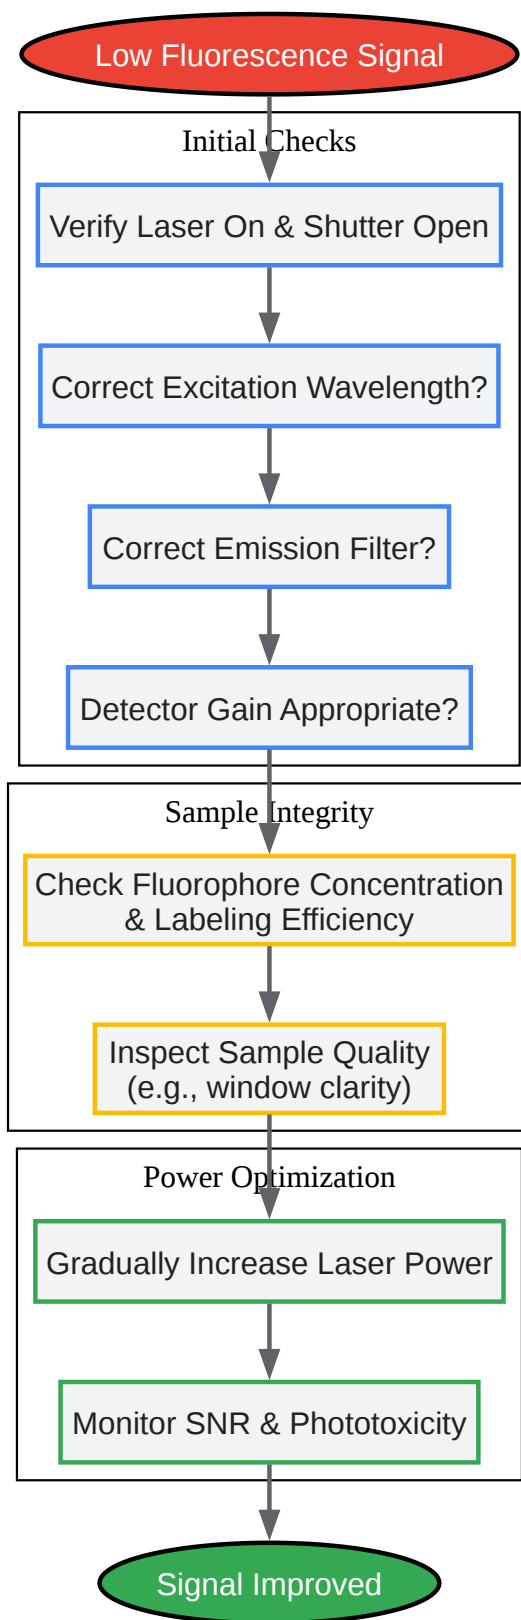 Low Fluorescence Signal
Initial Checks
Verify Laser On & Shutter Open
Correct Excitation Wavelength?
Correct Emission Filter?
Detector Gain Appropriate?
Sample Integrity
Check Fluorophore Concentration
& Labeling Efficiency
Inspect Sample Quality
(e.g., window clarity)
Power Optimization
Gradually Increase Laser Power
Monitor SNR & Phototoxicity
Signal Improved